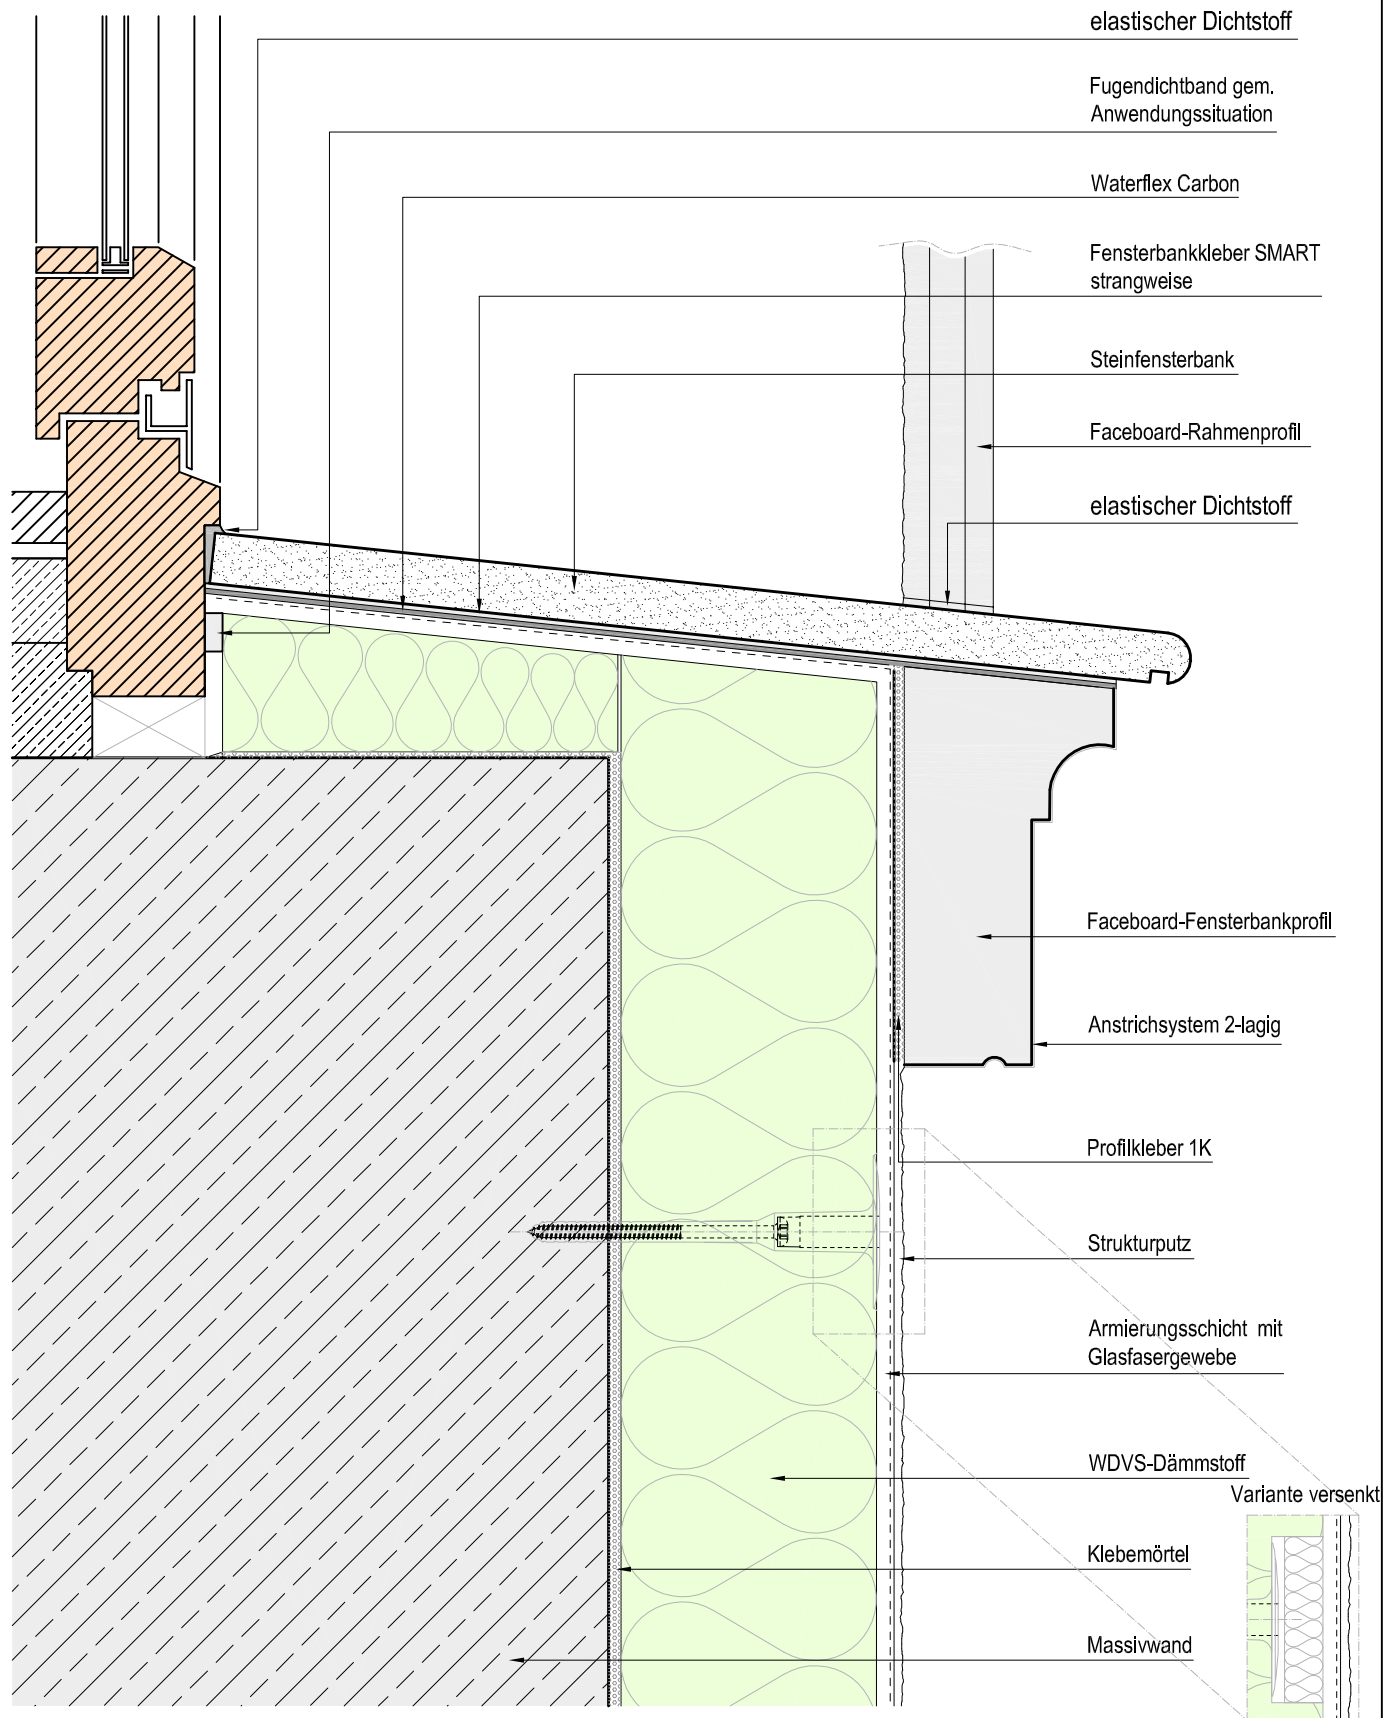 elastischer Dichtstoff
Fugendichtband gem.
Anwendungssituation
Waterflex Carbon
Fensterbankkleber SMART
strangweise
Steinfensterbank
Faceboard-Rahmenprofil
elastischer Dichtstoff
Faceboard-Fensterbankprofil
Anstrichsystem 2-lagig
Profilkleber 1K
Strukturputz
Armierungsschicht mit
Glasfasergewebe
WDVS-Dämmstoff
Variante versenkt
Klebemörtel
Massivwand